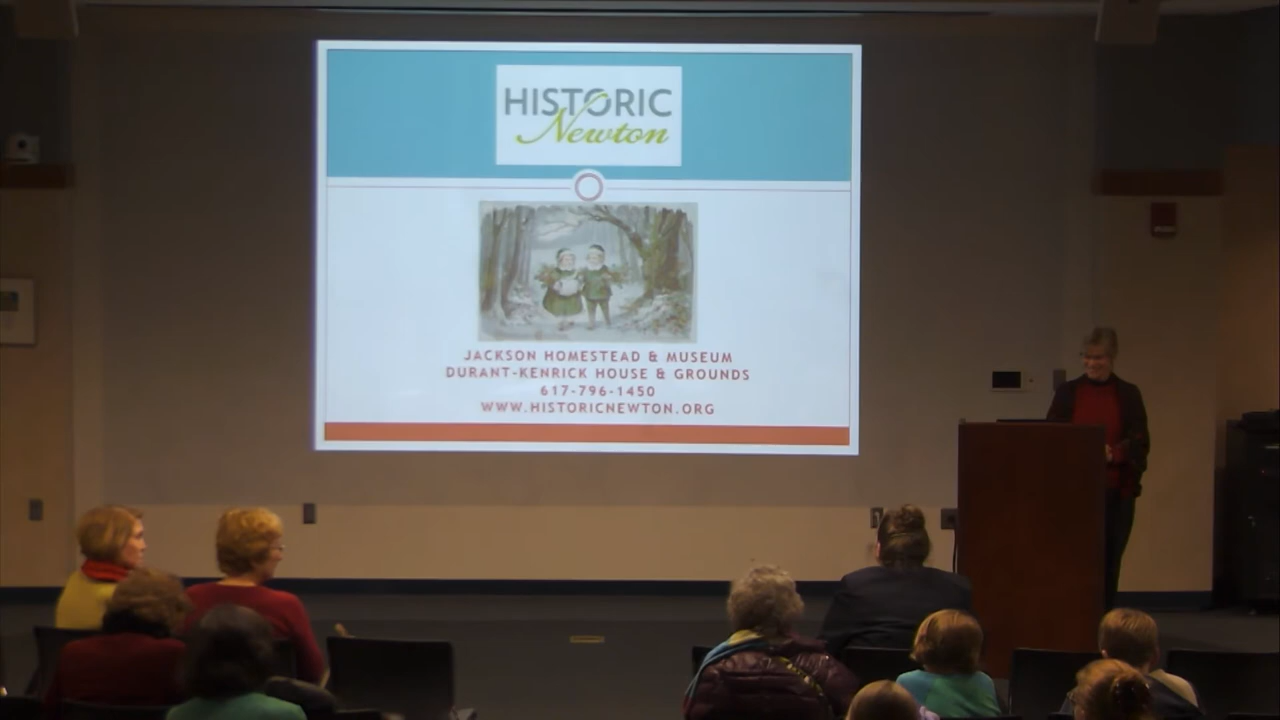 HISTORIC
Newton
JACKSON HOMESTEAD & MUSEUM
DURANT-KENRICK HOUSE & GROUNDS
617-796-1450
WWW.HISTORICNEWTON.ORG